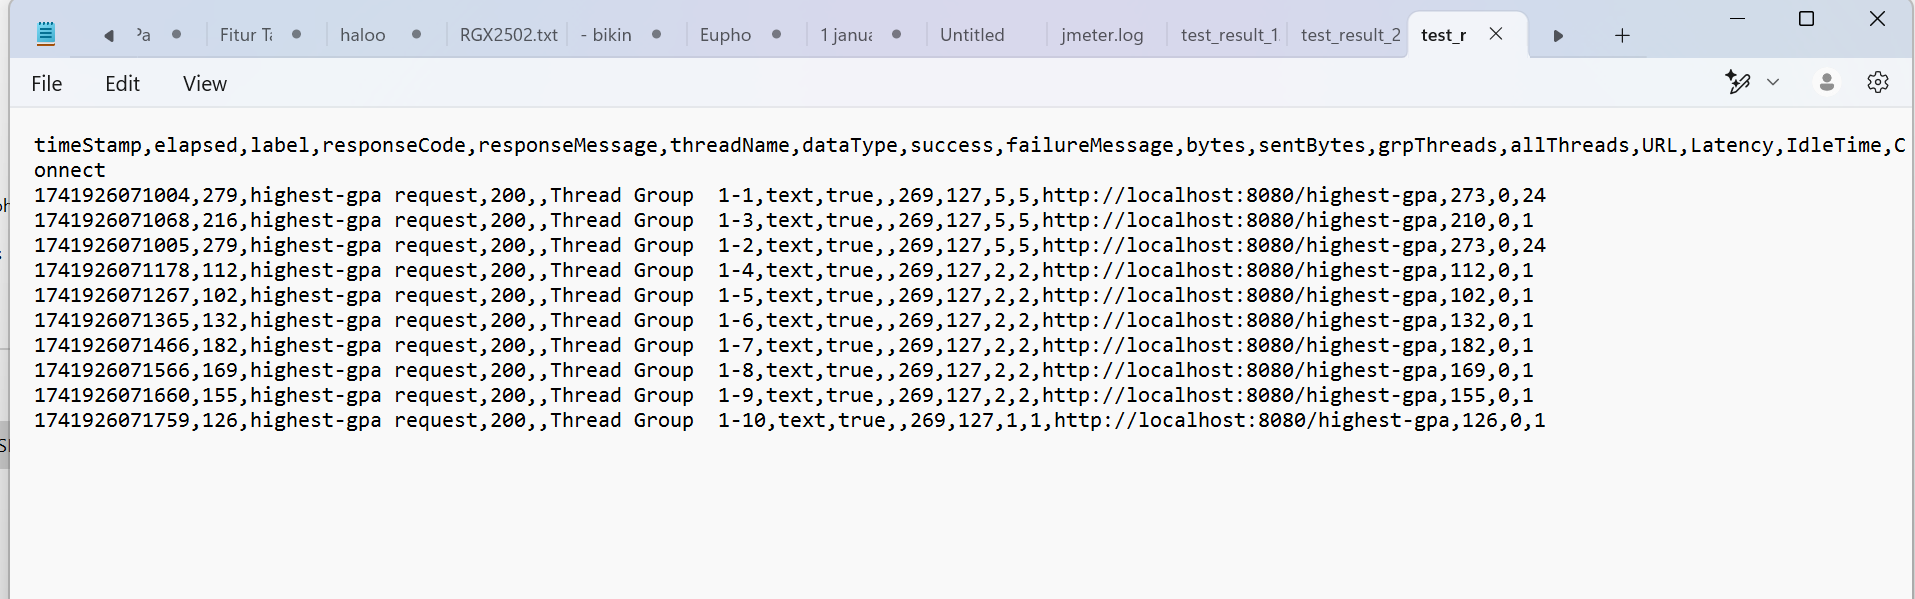 Fitur Ta
haloo
RGX2502.txt
- bikin
Eupho
1 janua
Untitled
jmeter.log
test_result_1.
test_result_2
test_r
File
Edit
View
timeStamp,elapsed,label,responseCode,responseMessage,threadName,dataType,success,failureMessage,bytes,sentBytes,grpThreads,allThreads,URL,Latency,IdleTime,C
onnect
1741926071004,279,highest-gpa request,200,,Thread Group  1-1,text,true,,269,127,5,5,http://localhost:8080/highest-gpa,273,0,24
1741926071068,216,highest-gpa request,200,,Thread Group  1-3,text,true,,269,127,5,5,http://localhost:8080/highest-gpa,210,0,1
1741926071005,279,highest-gpa request,200,,Thread Group  1-2,text,true,,269,127,5,5,http://localhost:8080/highest-gpa,273,0,24
1741926071178,112,highest-gpa request,200,,Thread Group  1-4,text,true,,269,127,2,2,http://localhost:8080/highest-gpa,112,0,1
1741926071267,102,highest-gpa request,200,,Thread Group  1-5,text,true,,269,127,2,2,http://localhost:8080/highest-gpa,102,0,1
1741926071365,132,highest-gpa request,200,,Thread Group  1-6,text,true,,269,127,2,2,http://localhost:8080/highest-gpa,132,0,1
1741926071466,182,highest-gpa request,200,,Thread Group  1-7,text,true,,269,127,2,2,http://localhost:8080/highest-gpa,182,0,1
1741926071566,169,highest-gpa request,200,,Thread Group  1-8,text,true,,269,127,2,2,http://localhost:8080/highest-gpa,169,0,1
1741926071660,155,highest-gpa request,200,,Thread Group  1-9,text,true,,269,127,2,2,http://localhost:8080/highest-gpa,155,0,1
1741926071759,126,highest-gpa request,200,,Thread Group  1-10,text,true,,269,127,1,1,http://localhost:8080/highest-gpa,126,0,1